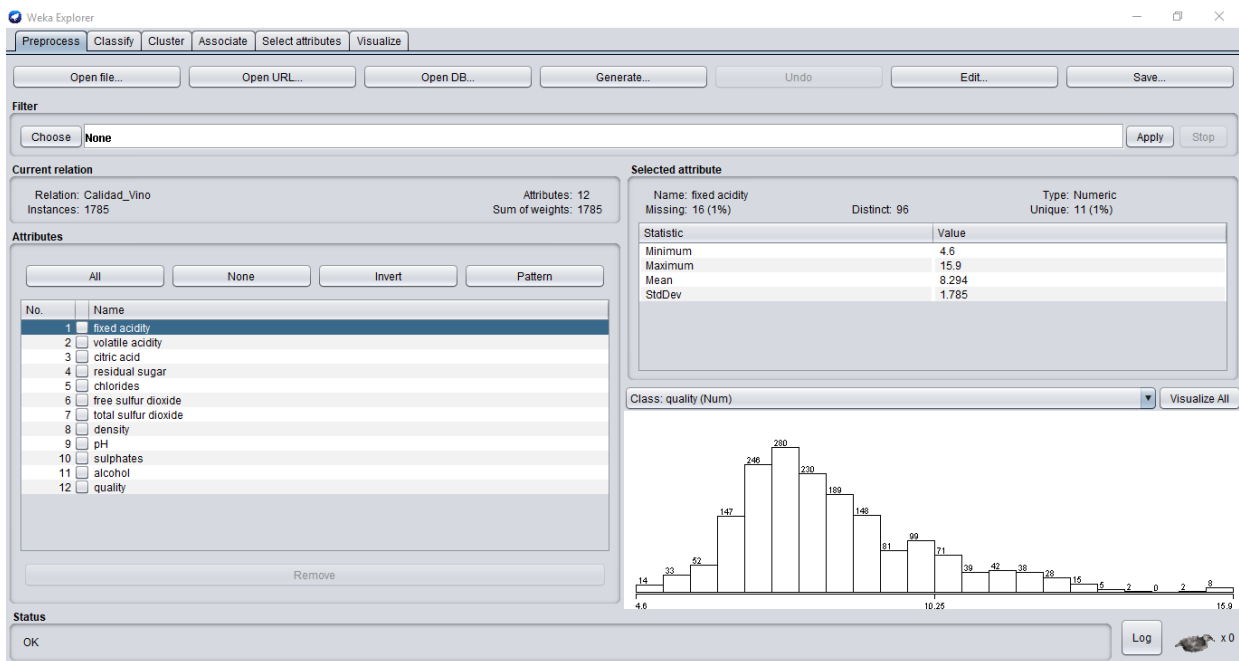 Weka Explorer
Preprocess Classify Cluster Associate Select attributes Visualize
Open file... Open URL... Open DB... Generate... Undo Edit... Save...
Filter
Choose None Apply Stop
Current relation
Relation: Calidad_Vino Attributes: 12
Instances: 1785 Sum of weights: 1785
Attributes
All None Invert Pattern
No. Name
1 fixed acidity
2 volatile acidity
3 citric acid
4 residual sugar
5 chlorides
6 free sulfur dioxide
7 total sulfur dioxide
8 density
9 pH
10 sulphates
11 alcohol
12 quality
Remove
Selected attribute
Name: fixed acidity Type: Numeric
Missing: 16 (1%) Distinct: 96 Unique: 11 (1%)
Statistic Value
Minimum 4.6
Maximum 15.9
Mean 8.294
StdDev 1.785
Class: quality (Num) Visualize All
14 33 52 147 246 280 230 189 148 81 99 71 39 42 38 28 15 5 2 0 2 8
4.6 10.25 15.9
Status
OK Log x 0